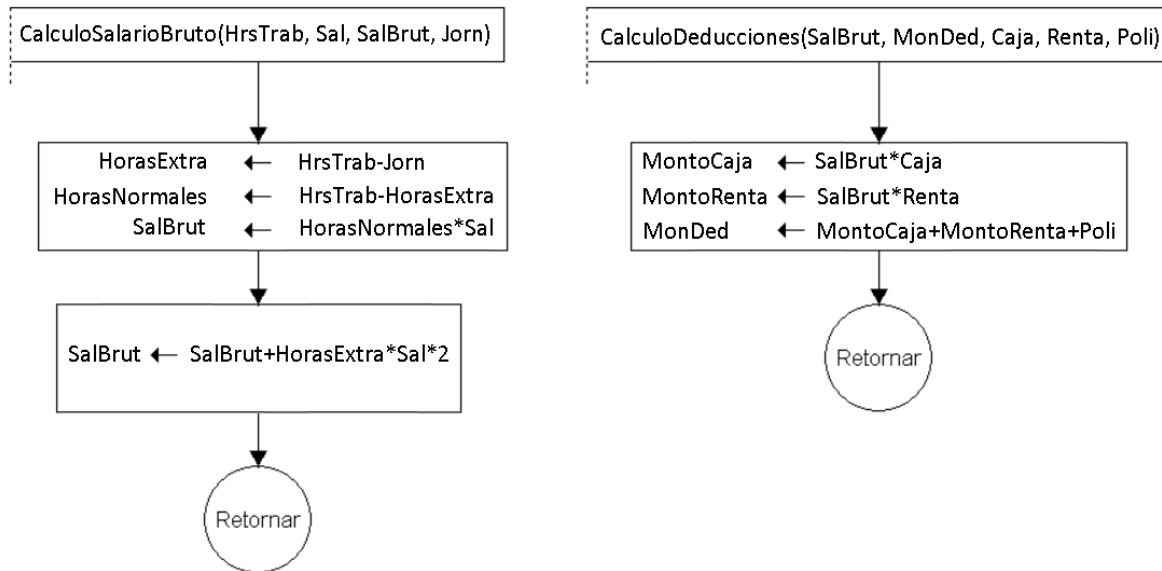 CalculoSalarioBruto(HrsTrab, Sal, SalBrut, Jorn)
HorasExtra ← HrsTrab-Jorn
HorasNormales ← HrsTrab-HorasExtra
SalBrut ← HorasNormales*Sal
SalBrut ← SalBrut+HorasExtra*Sal*2
Retornar
CalculoDeducciones(SalBrut, MonDed, Caja, Renta, Poli)
MontoCaja ← SalBrut*Caja
MontoRenta ← SalBrut*Renta
MonDed ← MontoCaja+MontoRenta+Poli
Retornar